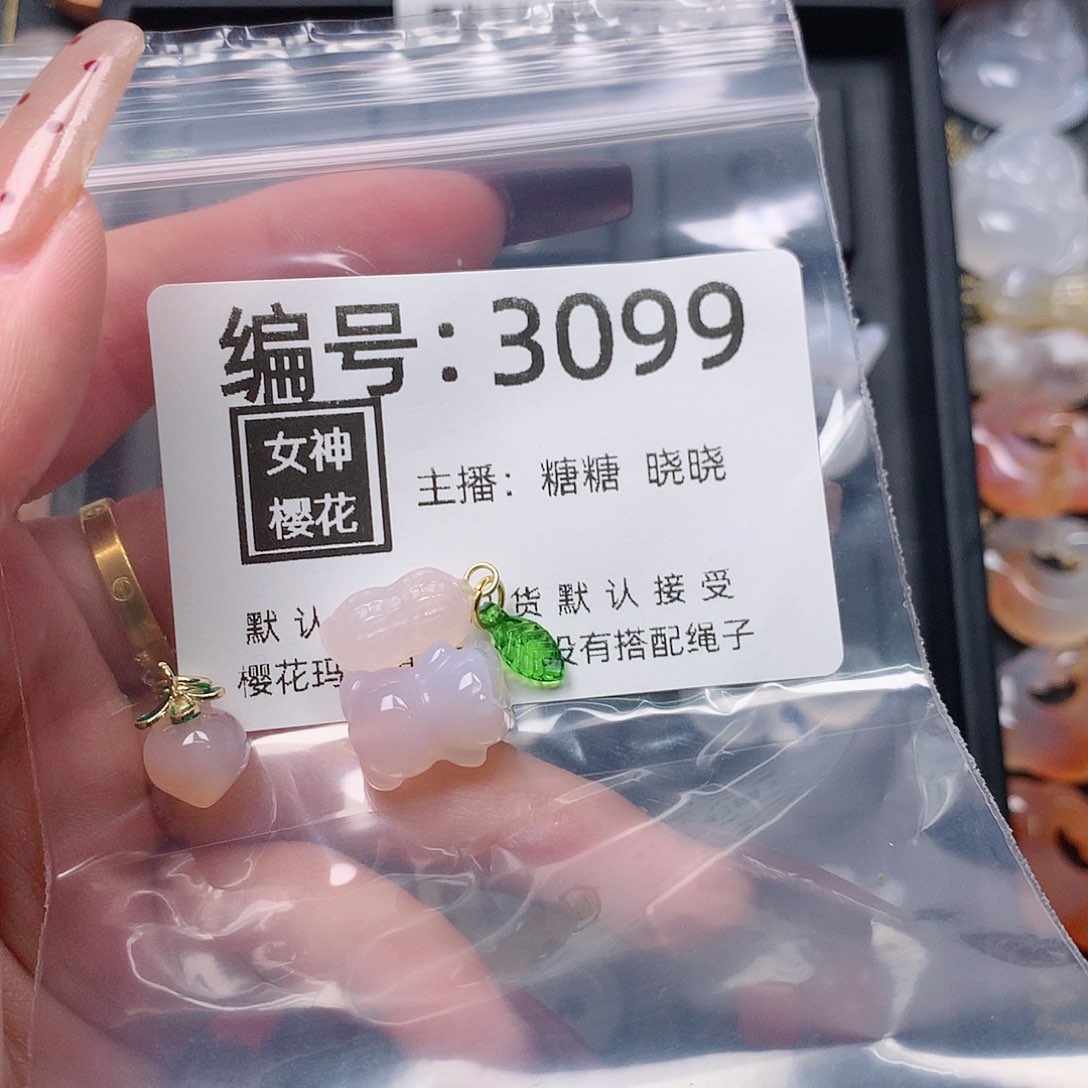 编号:3099
女神
樱花
主播: 糖糖 晓晓
默认 货默认接受
樱花玛 没有搭配绳子